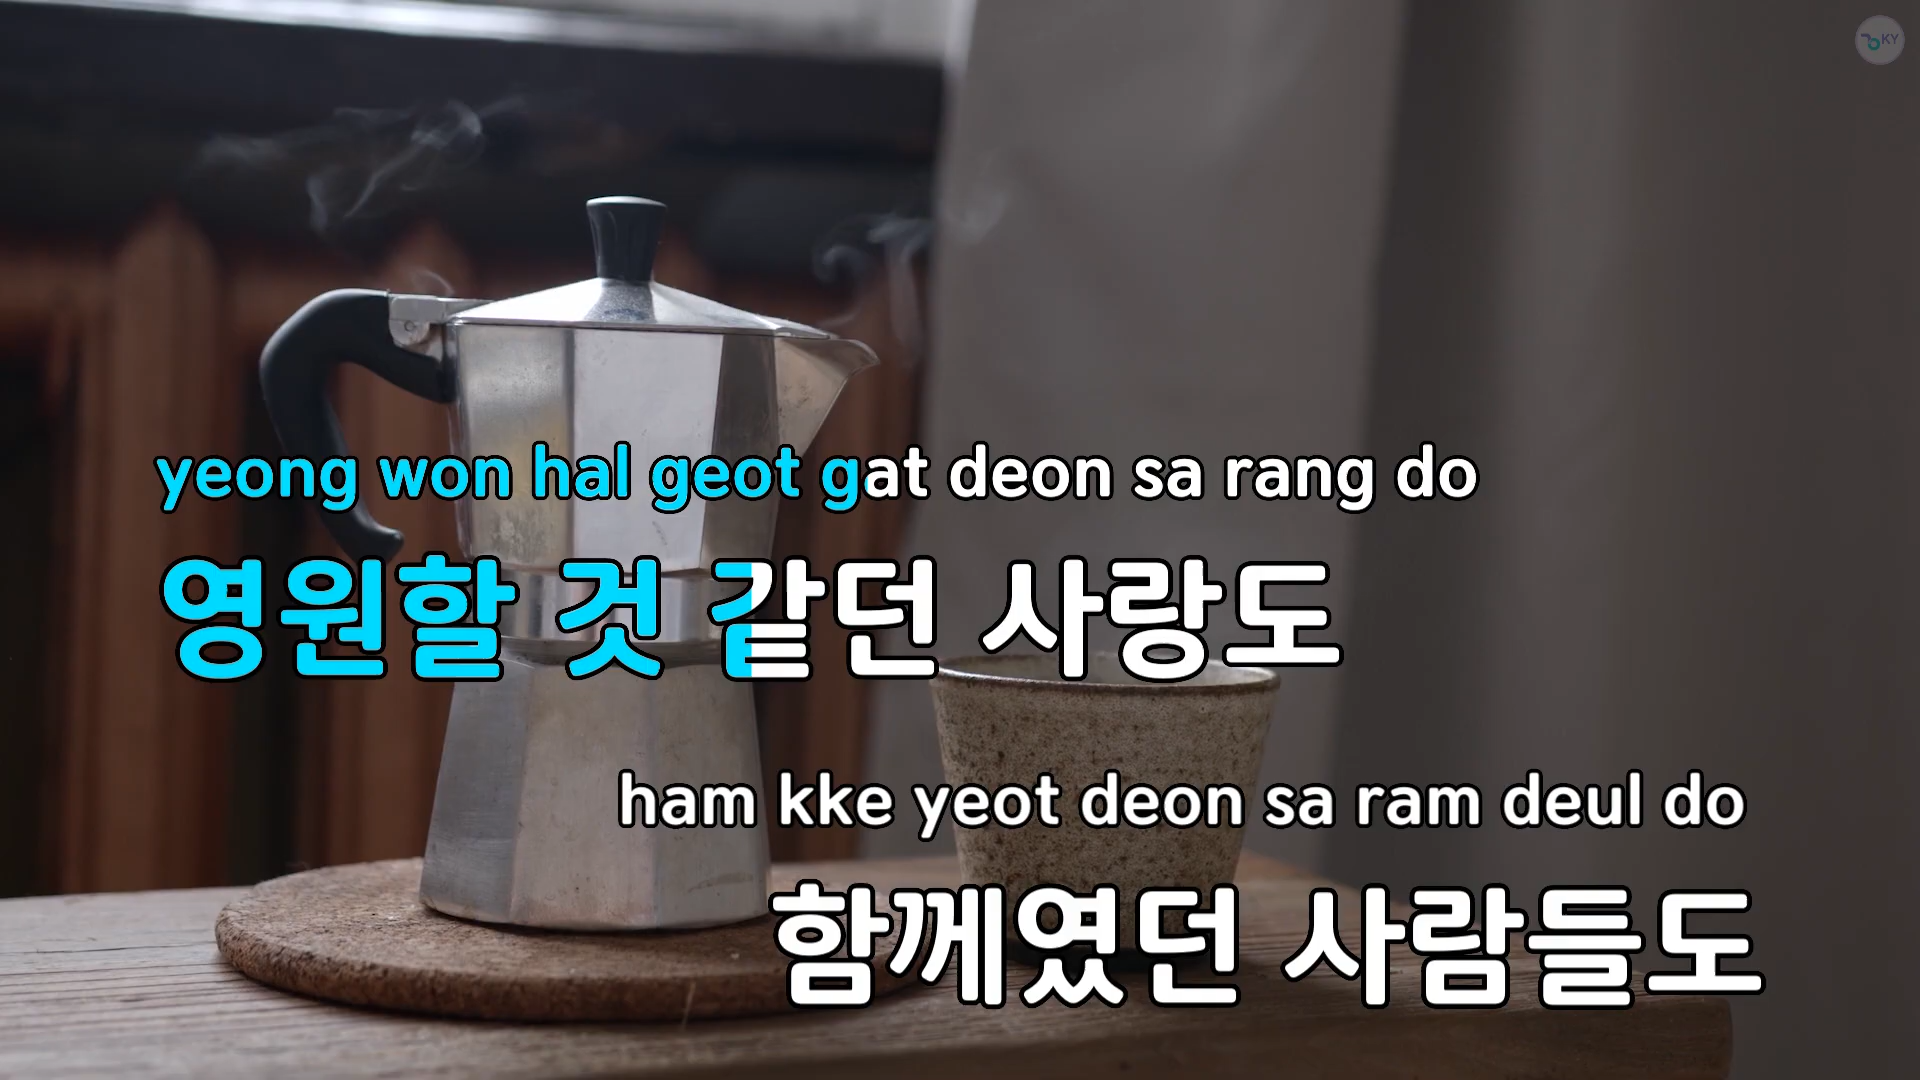 KY
yeong won hal geot gat deon sa rang do
영원할 것 같던 사랑도
ham kke yeot deon sa ram deul do
함께였던 사람들도